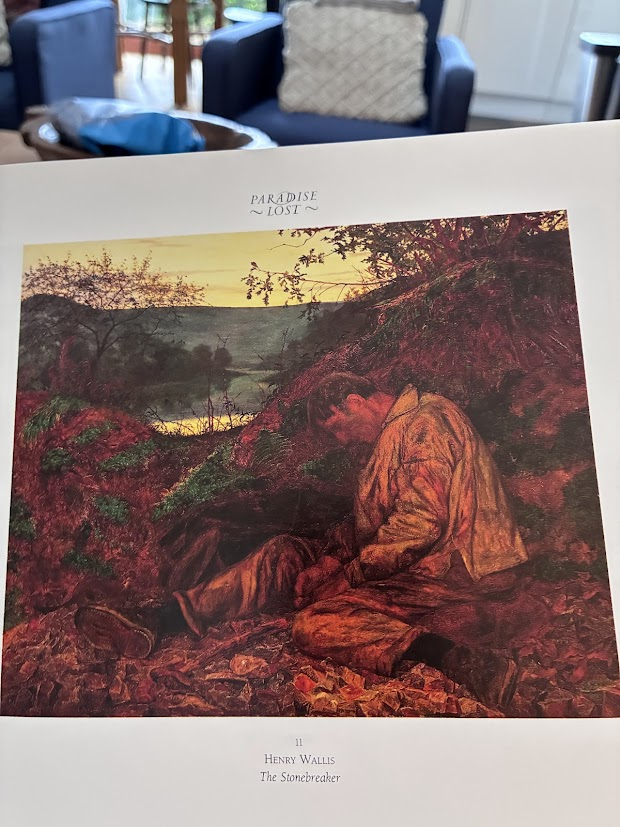 PARADISE
~ LOST ~
11
HENRY WALLIS
The Stonebreaker